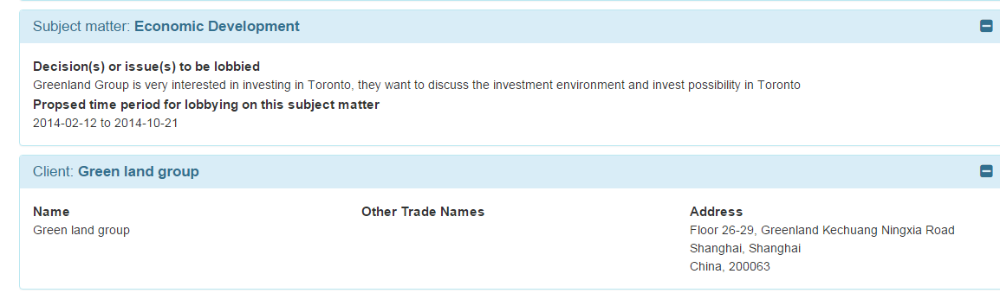 Subject matter: Economic Development
Decision(s) or issue(s) to be lobbied
Greenland Group is very interested in investing in Toronto, they want to discuss the investment environment and invest possibility in Toronto
Propsed time period for lobbying on this subject matter
2014-02-12 to 2014-10-21
Client: Green land group
Name
Green land group
Other Trade Names
Address
Floor 26-29, Greenland Kechuang Ningxia Road
Shanghai, Shanghai
China, 200063